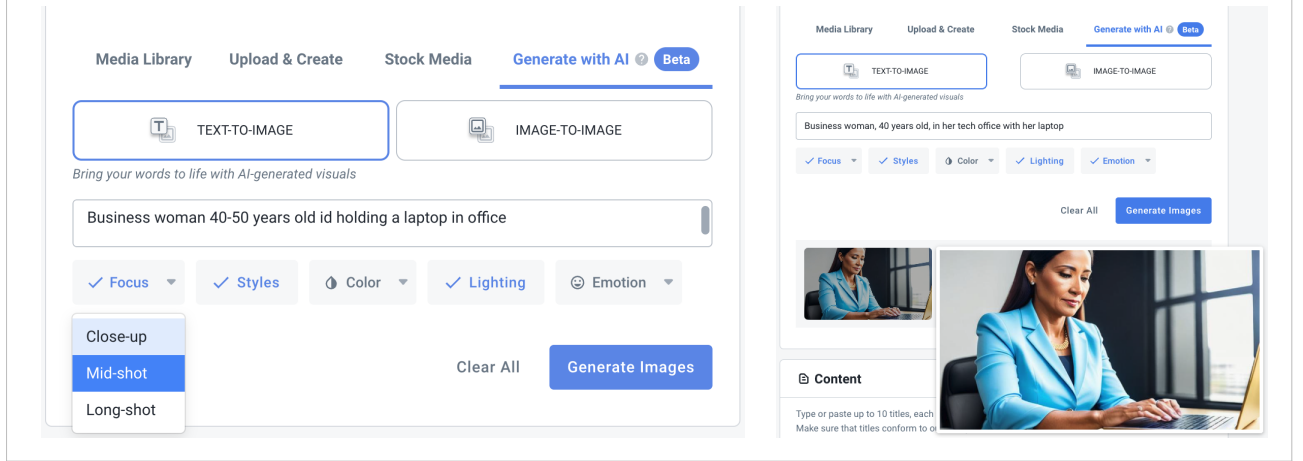 Media Library Upload & Create Stock Media Generate with AI Beta
TEXT-TO-IMAGE IMAGE-TO-IMAGE
Bring your words to life with AI-generated visuals
Business woman 40-50 years old id holding a laptop in office
Focus Styles Color Lighting Emotion
Close-up
Mid-shot
Long-shot
Clear All Generate Images
Media Library Upload & Create Stock Media Generate with AI Beta
TEXT-TO-IMAGE IMAGE-TO-IMAGE
Bring your words to life with AI-generated visuals
Business woman, 40 years old, in her tech office with her laptop
Focus Styles Color Lighting Emotion
Clear All Generate Images
Content
Type or paste up to 10 titles, each
Make sure that titles conform to